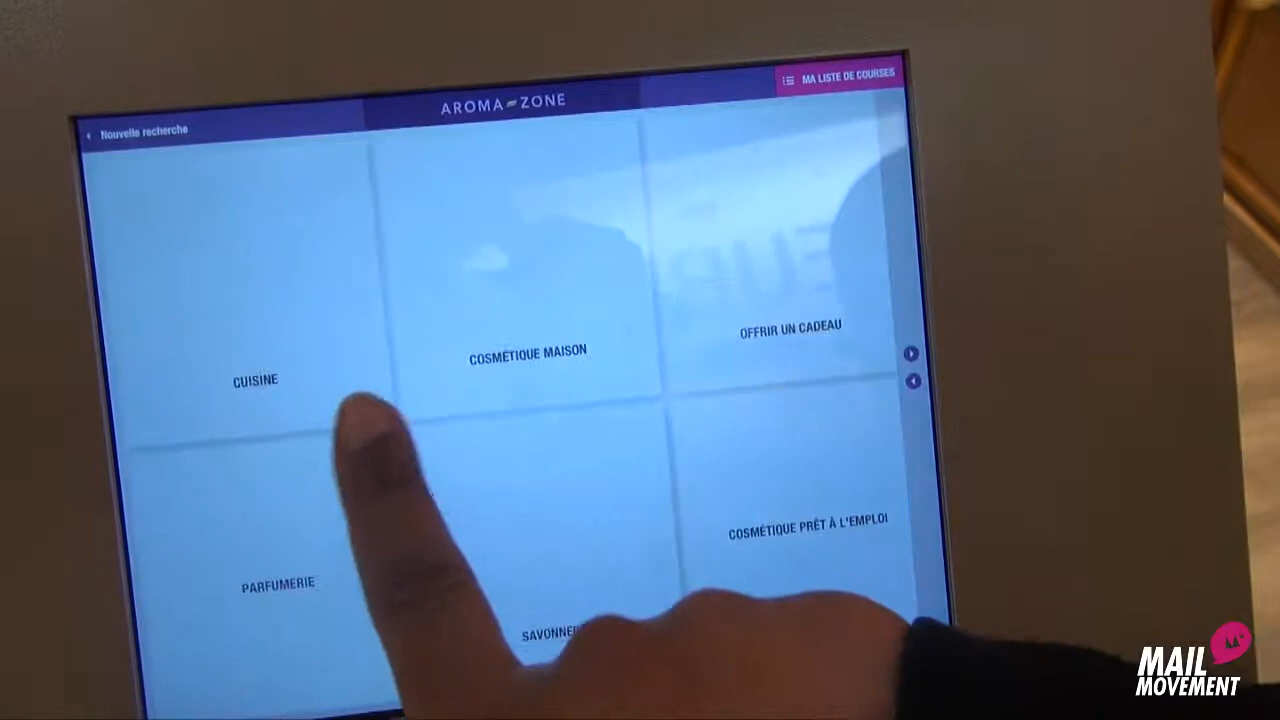 Nouvelle recherche
AROMA-ZONE
MA LISTE DE COURSES
CUISINE
COSMÉTIQUE MAISON
OFFRIR UN CADEAU
PARFUMERIE
COSMÉTIQUE PRÊT À L'EMPLOI
MAIL
MOVEMENT